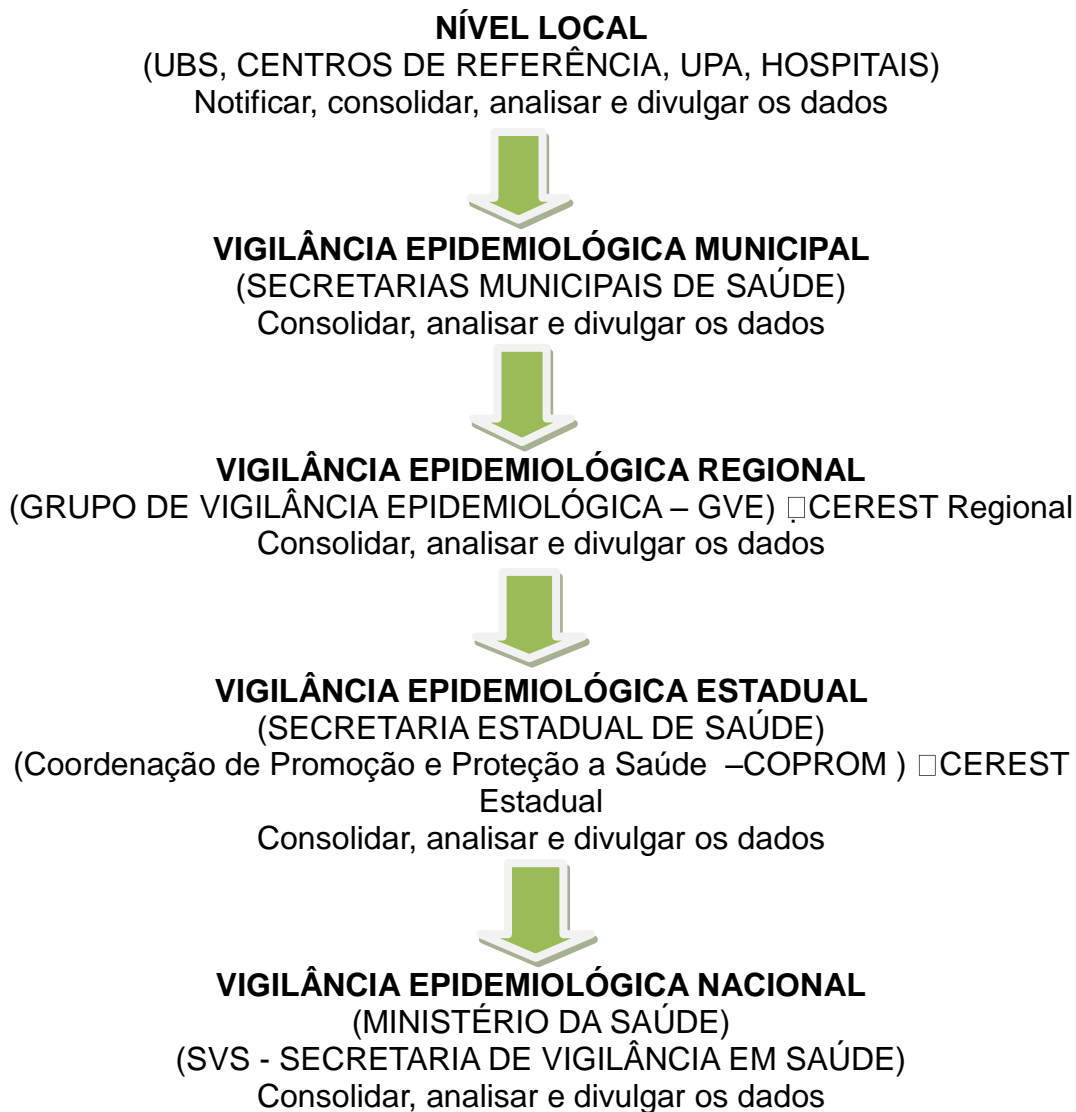 NÍVEL LOCAL
(UBS, CENTROS DE REFERÊNCIA, UPA, HOSPITAIS)
Notificar, consolidar, analisar e divulgar os dados
VIGILÂNCIA EPIDEMIOLÓGICA MUNICIPAL
(SECRETARIAS MUNICIPAIS DE SAÚDE)
Consolidar, analisar e divulgar os dados
VIGILÂNCIA EPIDEMIOLÓGICA REGIONAL
(GRUPO DE VIGILÂNCIA EPIDEMIOLÓGICA – GVE) □CEREST Regional
Consolidar, analisar e divulgar os dados
VIGILÂNCIA EPIDEMIOLÓGICA ESTADUAL
(SECRETARIA ESTADUAL DE SAÚDE)
(Coordenação de Promoção e Proteção a Saúde –COPROM ) □CEREST
Estadual
Consolidar, analisar e divulgar os dados
VIGILÂNCIA EPIDEMIOLÓGICA NACIONAL
(MINISTÉRIO DA SAÚDE)
(SVS - SECRETARIA DE VIGILÂNCIA EM SAÚDE)
Consolidar, analisar e divulgar os dados